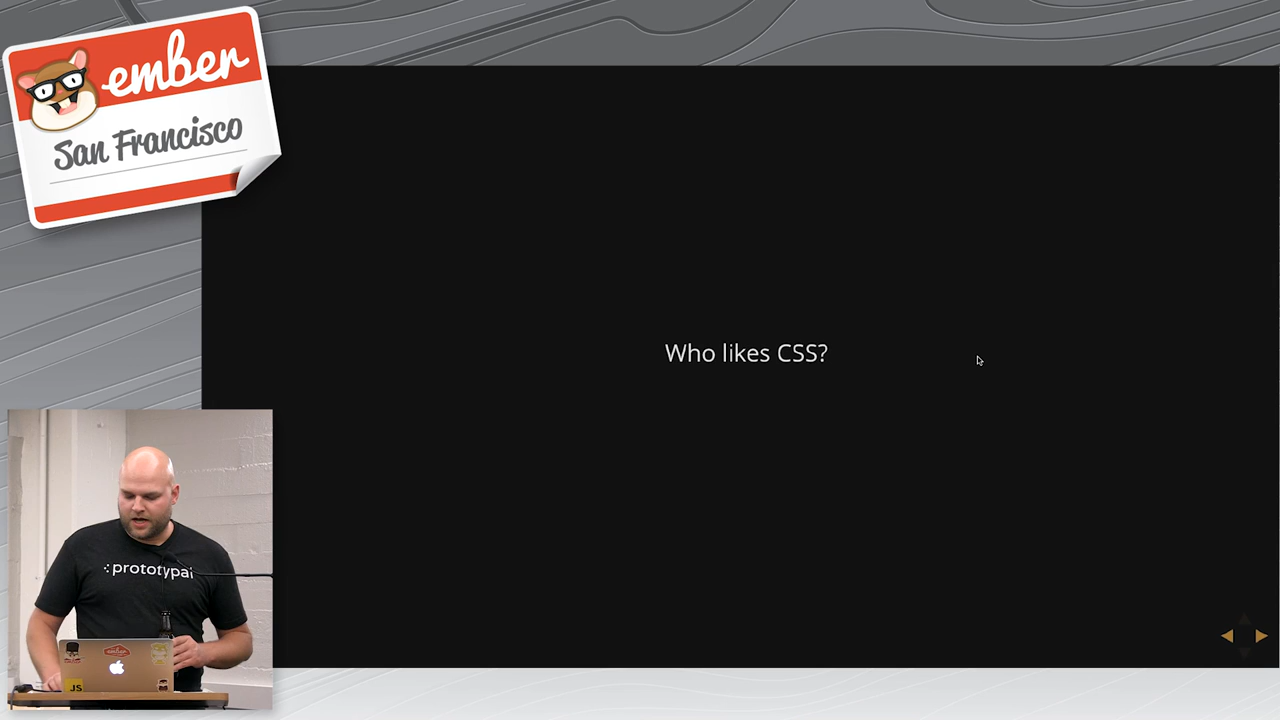 ember
San Francisco
Who likes CSS?
prototypal
JS